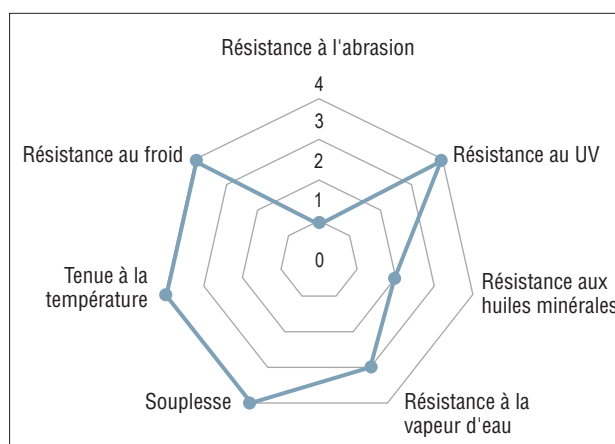 Résistance à l'abrasion
4
3
2
1
0
Résistance au froid
Résistance au UV
Tenue à la
température
Résistance aux
huiles minérales
Souplesse
Résistance à la
vapeur d'eau